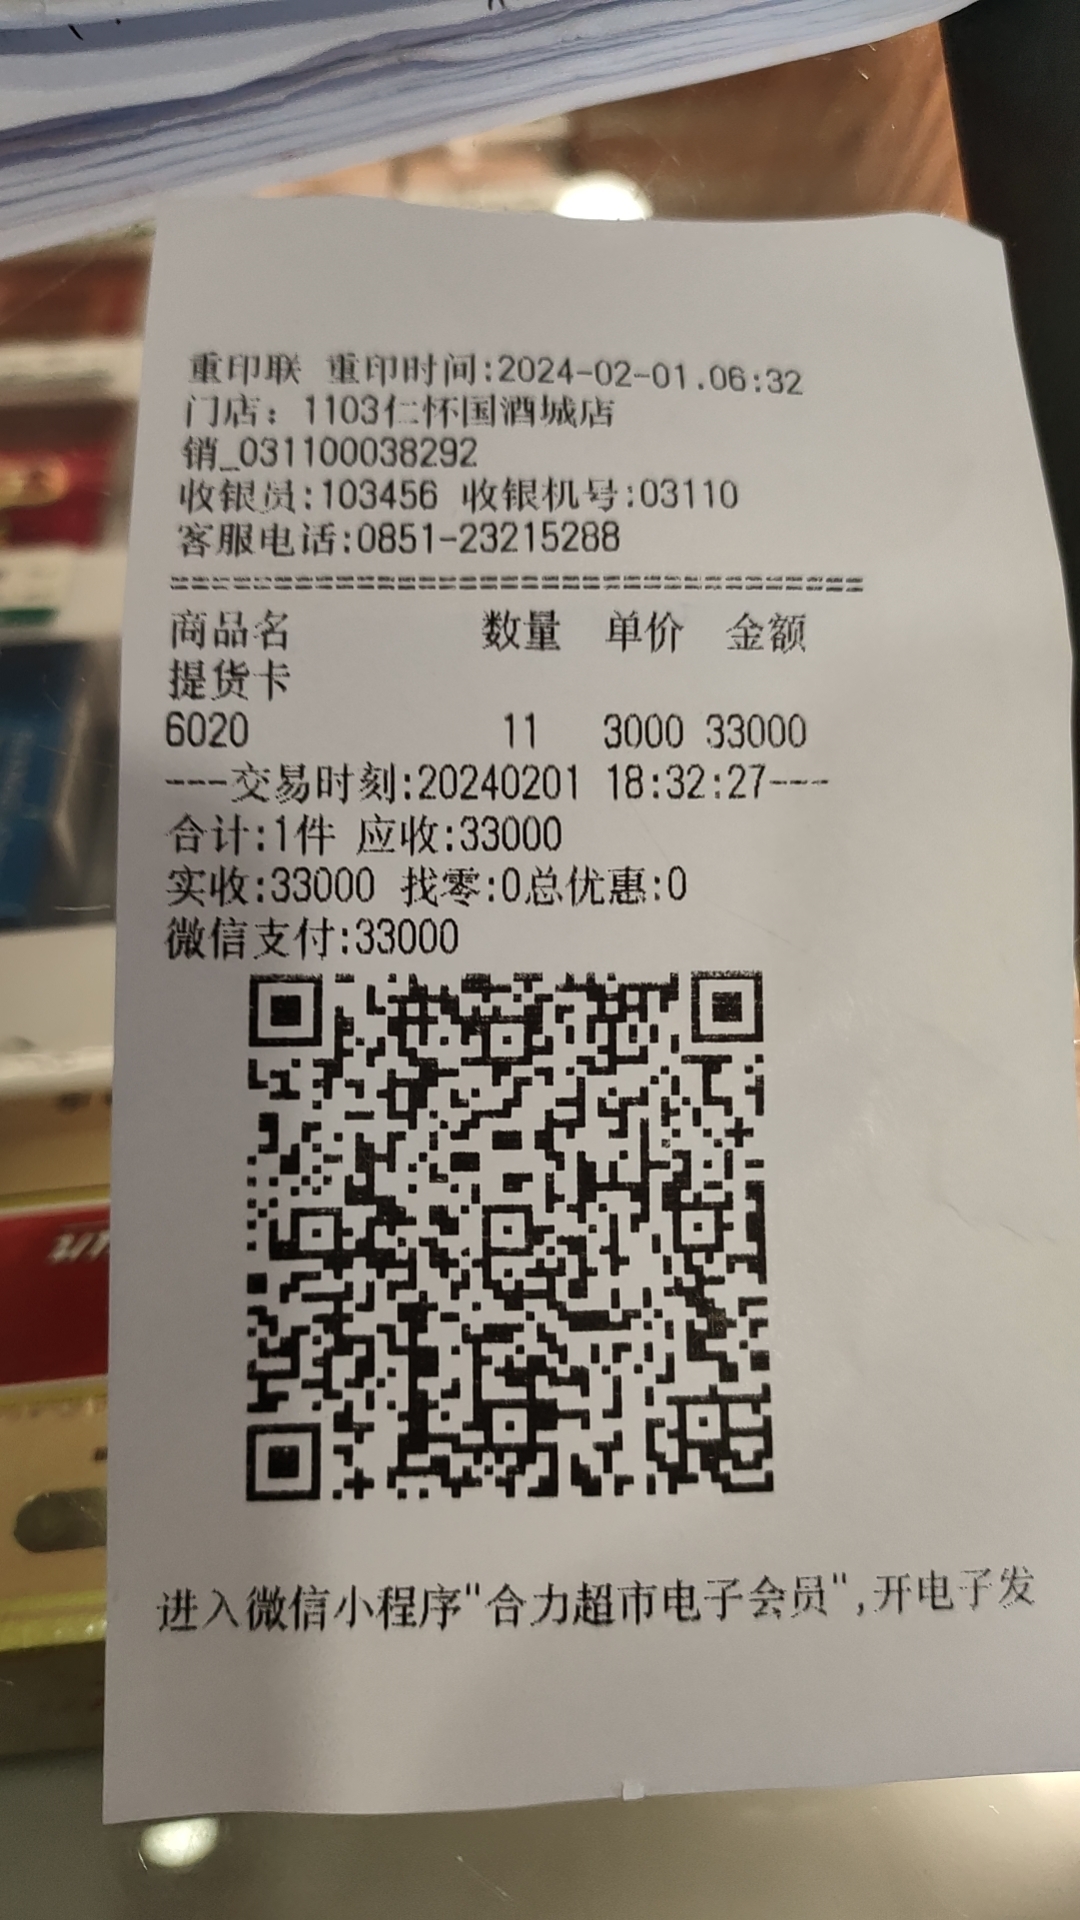 重印联 重印时间:2024-02-01.06:32
门店：1103仁怀国酒城店
销_031100038292
收银员:103456 收银机号:03110
客服电话:0851-23215288
==================================
商品名 数量 单价 金额
提货卡
6020 11 3000 33000
---交易时刻:20240201 18:32:27---
合计:1件 应收:33000
实收:33000 找零:0总优惠:0
微信支付:33000
进入微信小程序"合力超市电子会员",开电子发